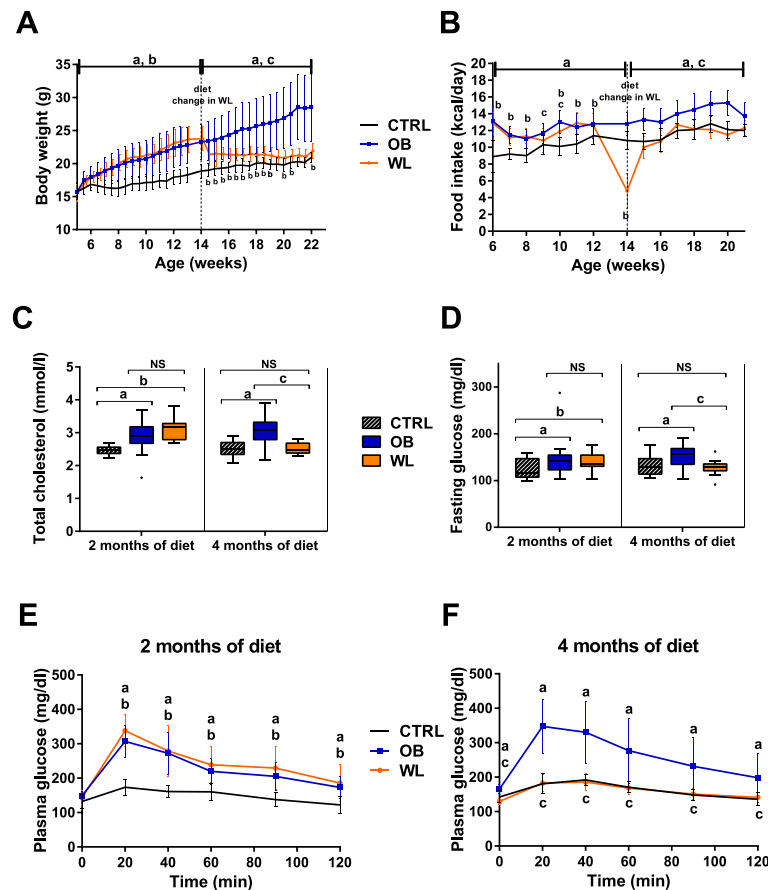 A
B
35
30
25
20
15
10
Body weight (g)
a, b
a, c
diet
change in WL
b b b b b b b b b b b b
6 8 10 12 14 16 18 20 22
Age (weeks)
CTRL
OB
WL
20
18
16
14
12
10
8
6
4
2
0
Food intake (kcal/day)
a
a, c
diet
change in WL
b b b c b c b b
b
6 8 10 12 14 16 18 20
Age (weeks)
C
D
5
4
3
2
1
0
Total cholesterol (mmol/l)
NS
b
a
NS
c
a
2 months of diet
4 months of diet
CTRL
OB
WL
300
200
100
0
Fasting glucose (mg/dl)
NS
b
a
NS
c
a
2 months of diet
4 months of diet
E
F
2 months of diet
500
400
300
200
100
0
Plasma glucose (mg/dl)
a a a a a
b b b b b
0 20 40 60 80 100 120
Time (min)
CTRL
OB
WL
4 months of diet
500
400
300
200
100
0
Plasma glucose (mg/dl)
a a a a a a
c c c c c c
0 20 40 60 80 100 120
Time (min)